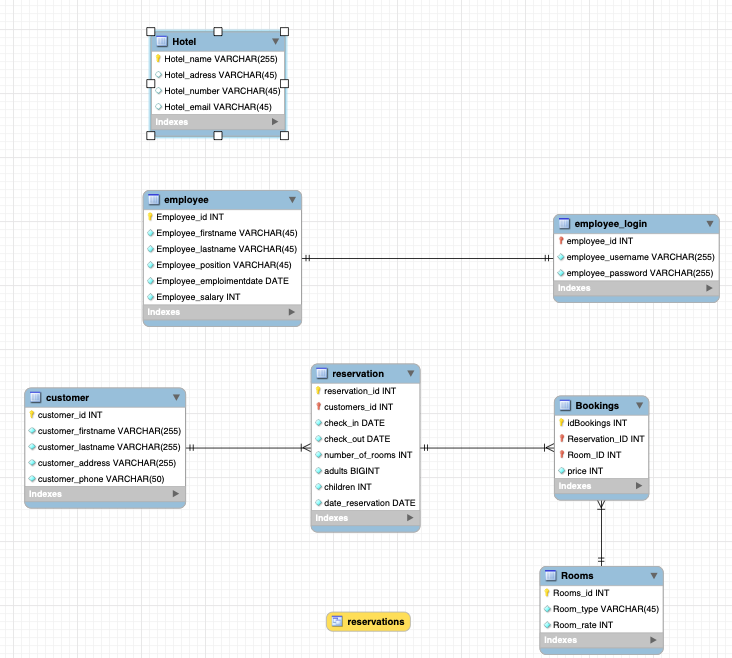 Hotel
Hotel_name VARCHAR(255)
Hotel_adress VARCHAR(45)
Hotel_number VARCHAR(45)
Hotel_email VARCHAR(45)
Indexes
employee
Employee_id INT
Employee_firstname VARCHAR(45)
Employee_lastname VARCHAR(45)
Employee_position VARCHAR(45)
Employee_emploimentdate DATE
Employee_salary INT
Indexes
employee_login
employee_id INT
employee_username VARCHAR(255)
employee_password VARCHAR(255)
Indexes
customer
customer_id INT
customer_firstname VARCHAR(255)
customer_lastname VARCHAR(255)
customer_address VARCHAR(255)
customer_phone VARCHAR(50)
Indexes
reservation
reservation_id INT
customers_id INT
check_in DATE
check_out DATE
number_of_rooms INT
adults BIGINT
children INT
date_reservation DATE
Indexes
Bookings
idBookings INT
Reservation_ID INT
Room_ID INT
price INT
Indexes
Rooms
Rooms_id INT
Room_type VARCHAR(45)
Room_rate INT
Indexes
reservations